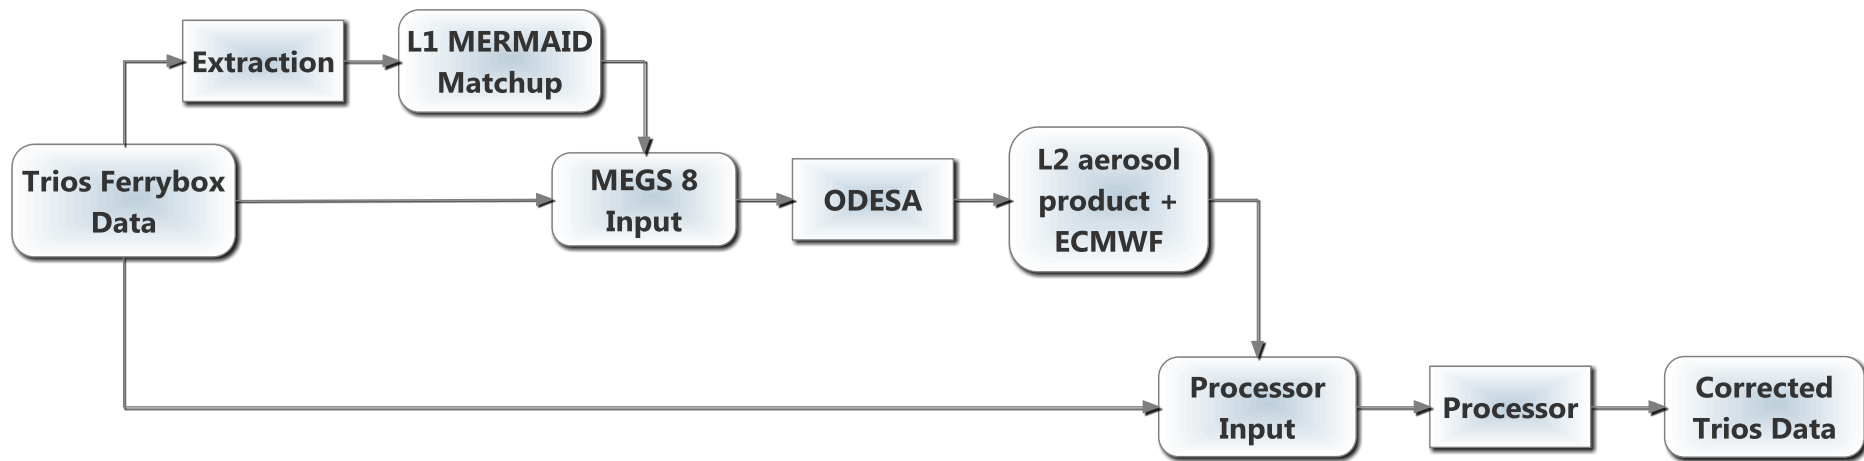 Extraction
L1 MERMAID
Matchup
Trios Ferrybox
Data
MEGS 8
Input
ODESA
L2 aerosol
product +
ECMWF
Processor
Input
Processor
Corrected
Trios Data